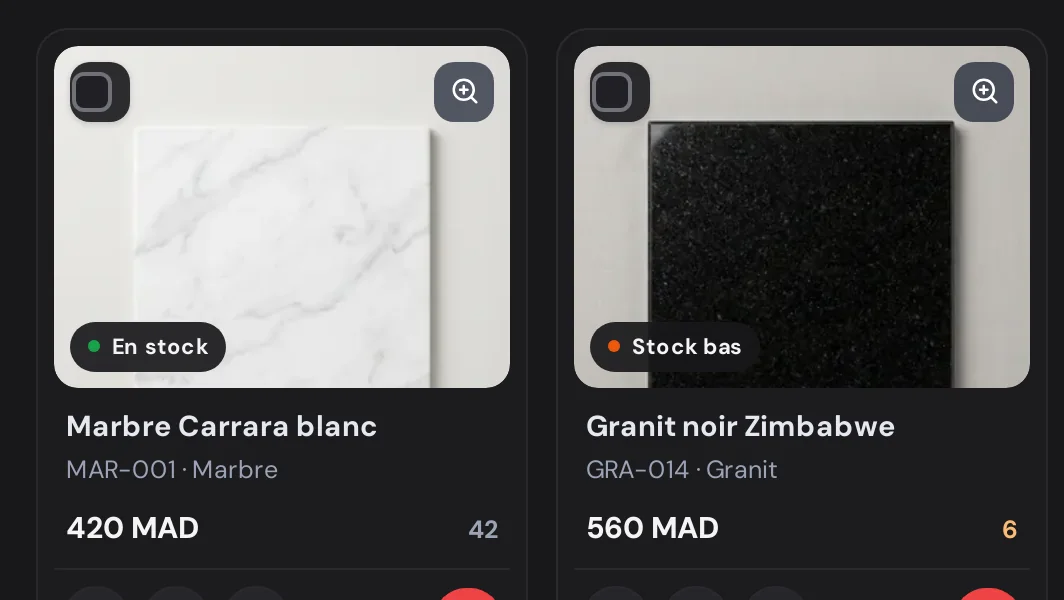 En stock
Marbre Carrara blanc
MAR-001 · Marbre
420 MAD
42
Stock bas
Granit noir Zimbabwe
GRA-014 · Granit
560 MAD
6